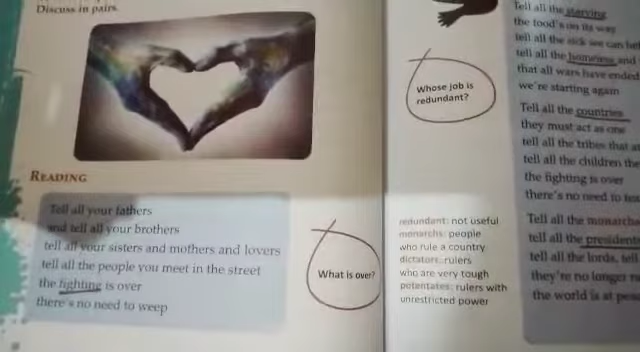 Discuss in pairs.
READING
Tell all your fathers
and tell all your brothers
tell all your sisters and mothers and lovers
tell all the people you meet in the street
the fighting is over
there's no need to weep
What is over?
Whose job is
redundant?
redundant: not useful
monarchs: people
who rule a country
dictators: rulers
who are very tough
potentates: rulers with
unrestricted power
Tell all the starving
the food's on its way
tell all the sick we can
tell all the homeless and
that all wars have ended
we're starting again
Tell all the countries
they must act as one
tell all the tribes that
tell all the children the
the fighting is over
there's no need to
Tell all the
tell all the
tell all the lords, tell
they're no longer
the world is at